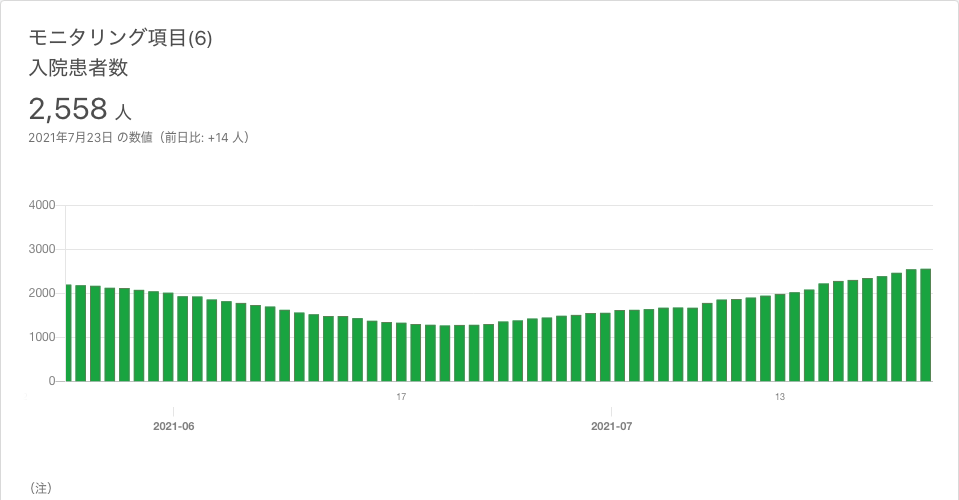 モニタリング項目(6)
入院患者数
2,558 人
2021年7月23日 の数値（前日比: +14 人）
4000
3000
2000
1000
0
17
13
2021-06
2021-07
（注）